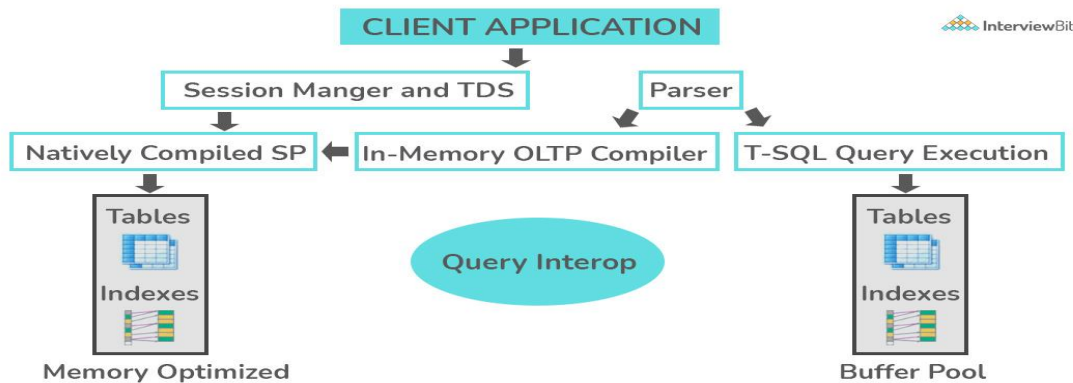 CLIENT APPLICATION
InterviewBit
Session Manger and TDS
Parser
Natively Compiled SP
In-Memory OLTP Compiler
T-SQL Query Execution
Tables
Indexes
Query Interop
Tables
Indexes
Memory Optimized
Buffer Pool